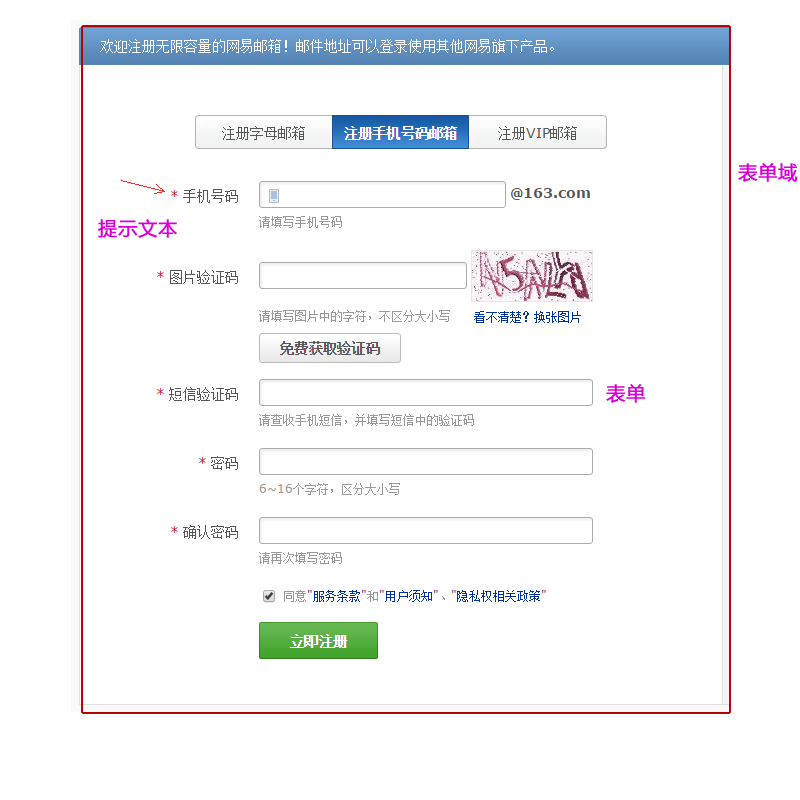 欢迎注册无限容量的网易邮箱！邮件地址可以登录使用其他网易旗下产品。
注册字母邮箱 注册手机号码邮箱 注册VIP邮箱
表单域
* 手机号码 @163.com
请填写手机号码
提示文本
* 图片验证码
请填写图片中的字符，不区分大小写 看不清楚？换张图片
免费获取验证码
* 短信验证码 表单
请查收手机短信，并填写短信中的验证码
* 密码
6~16个字符，区分大小写
* 确认密码
请再次填写密码
同意"服务条款"和"用户须知"、"隐私权相关政策"
立即注册